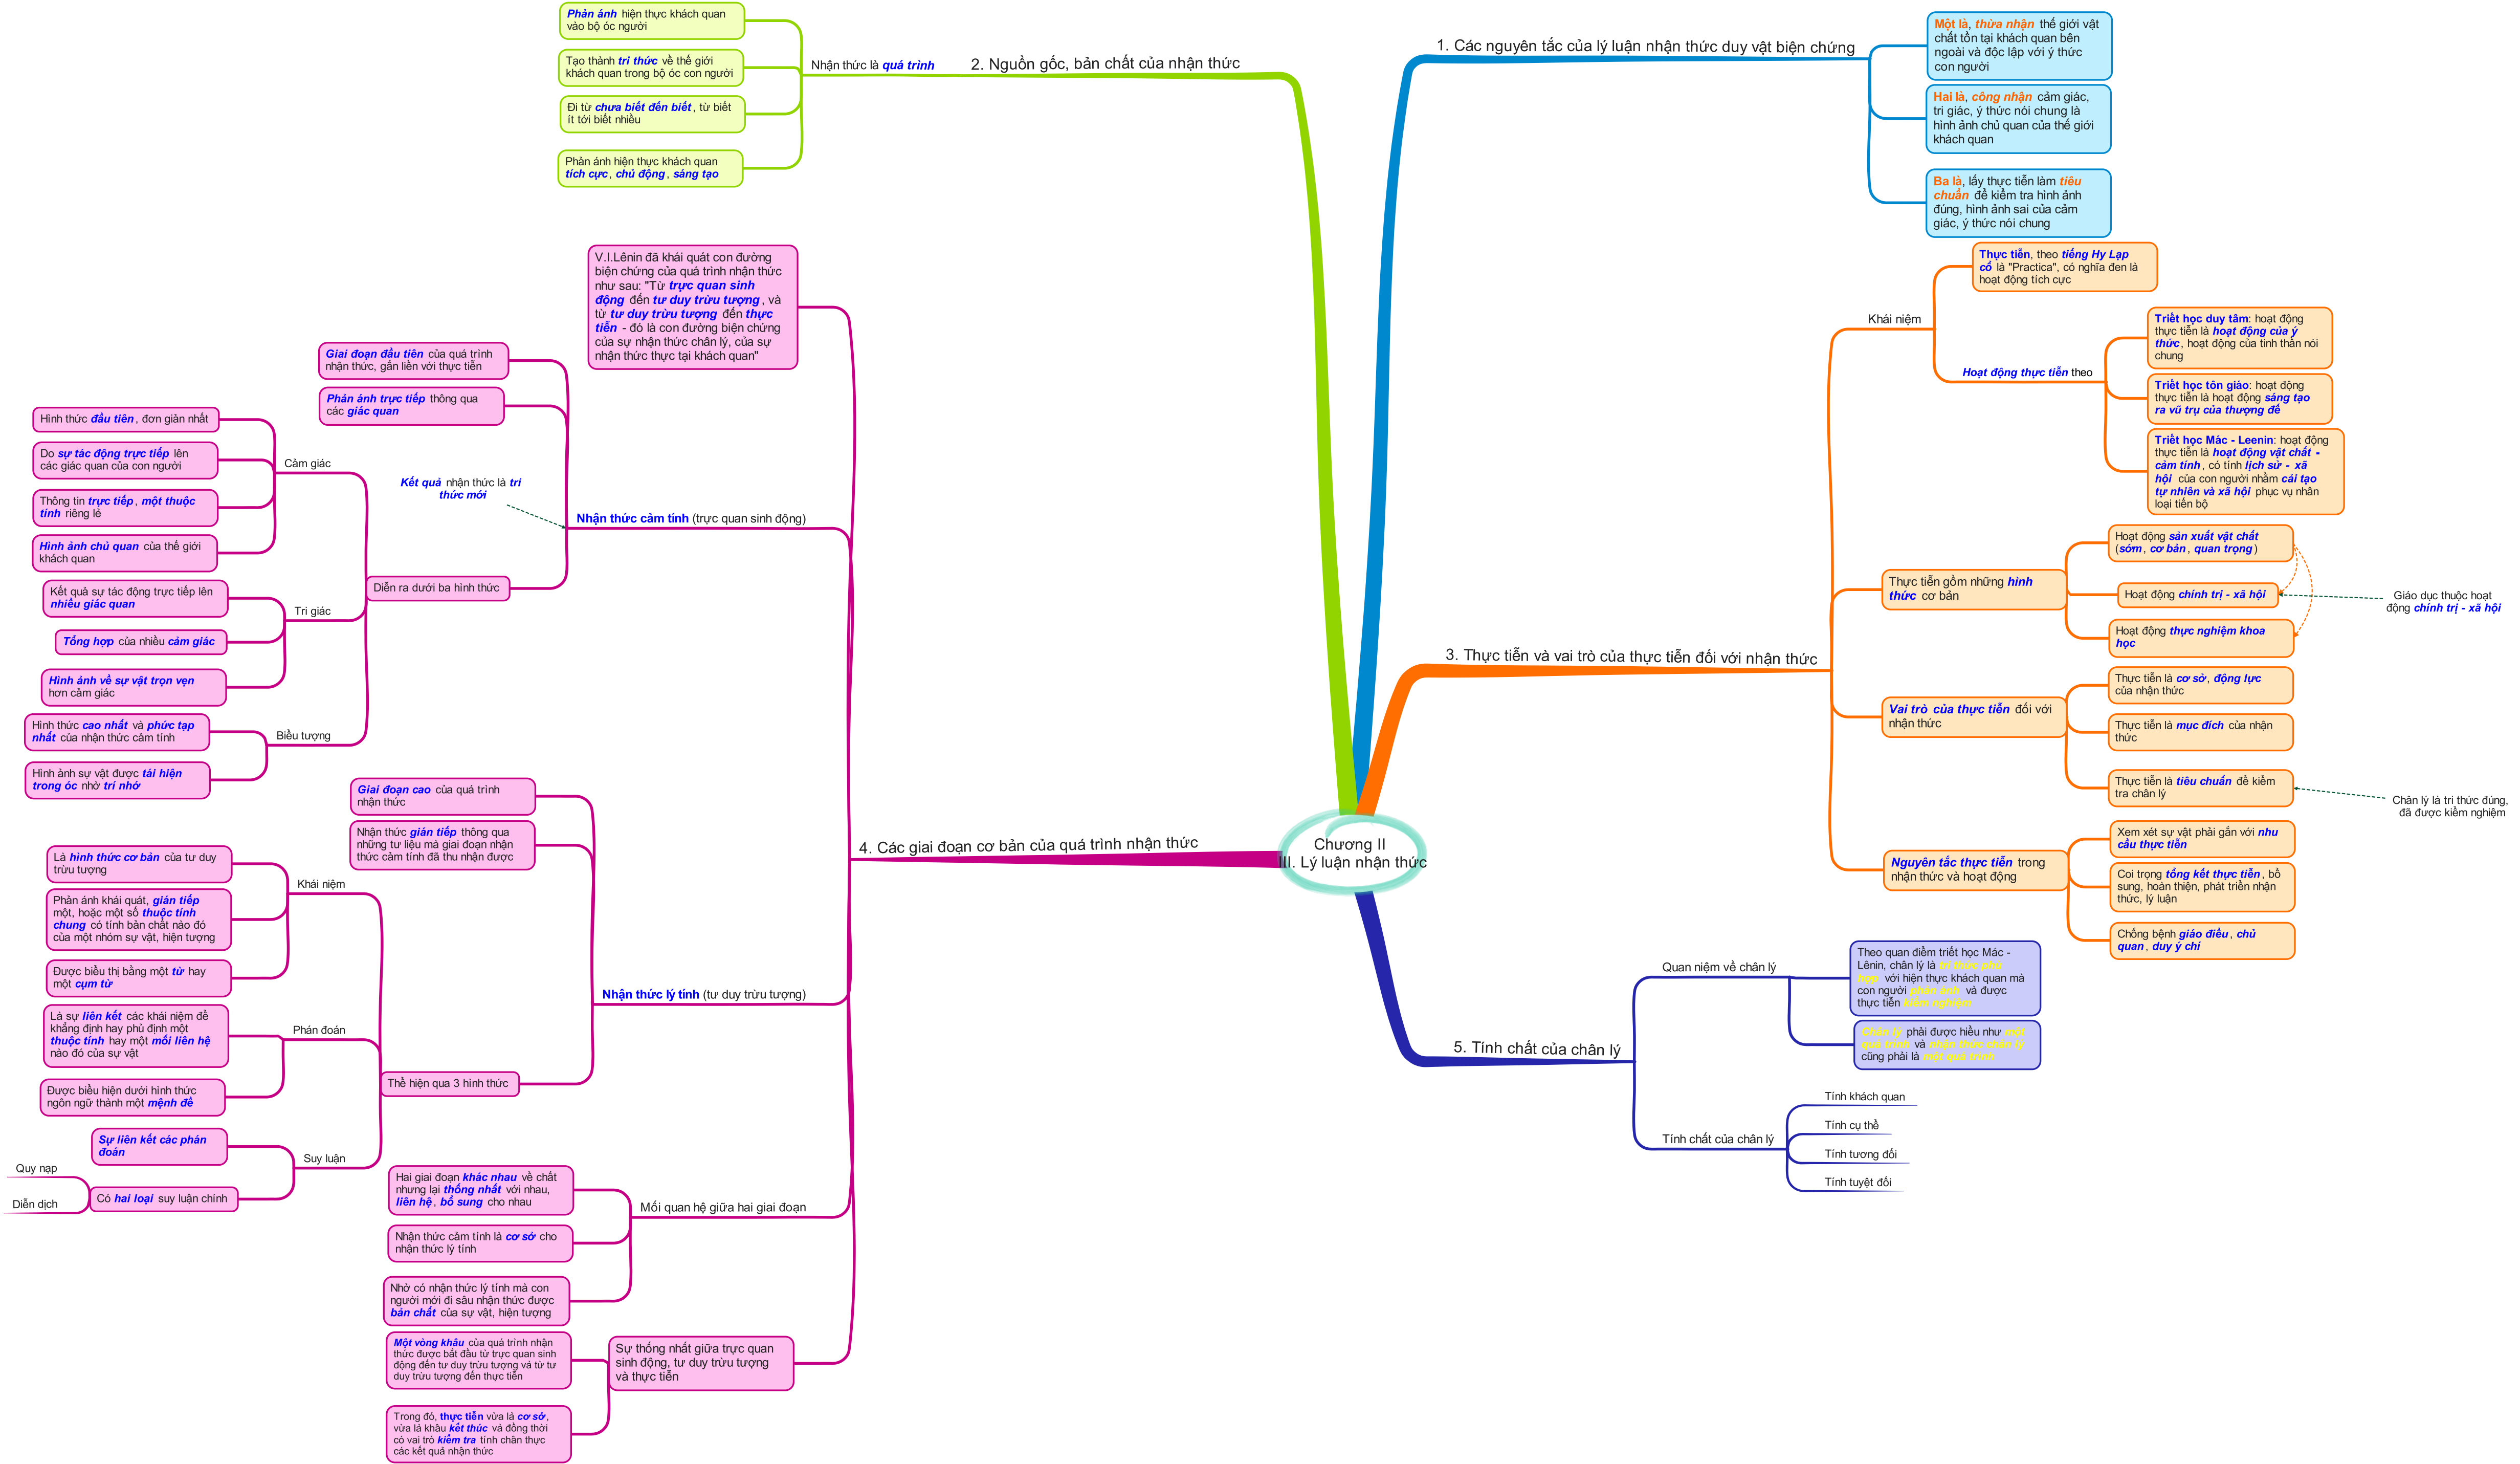 Chương II
III. Lý luận nhận thức
1. Các nguyên tắc của lý luận nhận thức duy vật biện chứng
Một là, thừa nhận thế giới vật
chất tồn tại khách quan bên
ngoài và độc lập với ý thức
con người
Hai là, công nhận cảm giác,
tri giác, ý thức nói chung là
hình ảnh chủ quan của thế giới
khách quan
Ba là, lấy thực tiễn làm tiêu
chuẩn để kiểm tra hình ảnh
đúng, hình ảnh sai của cảm
giác, ý thức nói chung
2. Nguồn gốc, bản chất của nhận thức
Nhận thức là quá trình
Phản ánh hiện thực khách quan
vào bộ óc người
Tạo thành tri thức về thế giới
khách quan trong bộ óc con người
Đi từ chưa biết đến biết, từ biết
ít tới biết nhiều
Phản ánh hiện thực khách quan
tích cực, chủ động, sáng tạo
3. Thực tiễn và vai trò của thực tiễn đối với nhận thức
Khái niệm
Thực tiễn, theo tiếng Hy Lạp
cổ là "Practica", có nghĩa đen là
hoạt động tích cực
Hoạt động thực tiễn theo
Triết học duy tâm: hoạt động
thực tiễn là hoạt động của ý
thức, hoạt động của tinh thần nói
chung
Triết học tôn giáo: hoạt động
thực tiễn là hoạt động sáng tạo
ra vũ trụ của thượng đế
Triết học Mác - Leenin: hoạt động
thực tiễn là hoạt động vật chất -
cảm tính, có tính lịch sử - xã
hội của con người nhằm cải tạo
tự nhiên và xã hội phục vụ nhân
loại tiến bộ
Thực tiễn gồm những hình
thức cơ bản
Hoạt động sản xuất vật chất
(sớm, cơ bản, quan trọng)
Hoạt động chính trị - xã hội
Giáo dục thuộc hoạt
động chính trị - xã hội
Hoạt động thực nghiệm khoa
học
Vai trò của thực tiễn đối với
nhận thức
Thực tiễn là cơ sở, động lực
của nhận thức
Thực tiễn là mục đích của nhận
thức
Thực tiễn là tiêu chuẩn để kiểm
tra chân lý
Chân lý là tri thức đúng,
đã được kiểm nghiệm
Nguyên tắc thực tiễn trong
nhận thức và hoạt động
Xem xét sự vật phải gắn với nhu
cầu thực tiễn
Coi trọng tổng kết thực tiễn, bổ
sung, hoàn thiện, phát triển nhận
thức, lý luận
Chống bệnh giáo điều, chủ
quan, duy ý chí
4. Các giai đoạn cơ bản của quá trình nhận thức
V.I.Lênin đã khái quát con đường
biện chứng của quá trình nhận thức
như sau: "Từ trực quan sinh
động đến tư duy trừu tượng, và
từ tư duy trừu tượng đến thực
tiễn - đó là con đường biện chứng
của sự nhận thức chân lý, của sự
nhận thức thực tại khách quan"
Nhận thức cảm tính (trực quan sinh động)
Kết quả nhận thức là tri
thức mới
Giai đoạn đầu tiên của quá trình
nhận thức, gắn liền với thực tiễn
Phản ánh trực tiếp thông qua
các giác quan
Diễn ra dưới ba hình thức
Cảm giác
Hình thức đầu tiên, đơn giản nhất
Do sự tác động trực tiếp lên
các giác quan của con người
Thông tin trực tiếp, một thuộc
tính riêng lẻ
Hình ảnh chủ quan của thế giới
khách quan
Tri giác
Kết quả sự tác động trực tiếp lên
nhiều giác quan
Tổng hợp của nhiều cảm giác
Hình ảnh về sự vật trọn vẹn
hơn cảm giác
Biểu tượng
Hình thức cao nhất và phức tạp
nhất của nhận thức cảm tính
Hình ảnh sự vật được tái hiện
trong óc nhờ trí nhớ
Nhận thức lý tính (tư duy trừu tượng)
Giai đoạn cao của quá trình
nhận thức
Nhận thức gián tiếp thông qua
những tư liệu mà giai đoạn nhận
thức cảm tính đã thu nhận được
Thể hiện qua 3 hình thức
Khái niệm
Là hình thức cơ bản của tư duy
trừu tượng
Phản ánh khái quát, gián tiếp
một, hoặc một số thuộc tính
chung có tính bản chất nào đó
của một nhóm sự vật, hiện tượng
Được biểu thị bằng một từ hay
một cụm từ
Phán đoán
Là sự liên kết các khái niệm để
khẳng định hay phủ định một
thuộc tính hay một mối liên hệ
nào đó của sự vật
Được biểu hiện dưới hình thức
ngôn ngữ thành một mệnh đề
Suy luận
Sự liên kết các phán
đoán
Có hai loại suy luận chính
Quy nạp
Diễn dịch
Mối quan hệ giữa hai giai đoạn
Hai giai đoạn khác nhau về chất
nhưng lại thống nhất với nhau,
liên hệ, bổ sung cho nhau
Nhận thức cảm tính là cơ sở cho
nhận thức lý tính
Nhờ có nhận thức lý tính mà con
người mới đi sâu nhận thức được
bản chất của sự vật, hiện tượng
Sự thống nhất giữa trực quan
sinh động, tư duy trừu tượng
và thực tiễn
Một vòng khâu của quá trình nhận
thức được bắt đầu từ trực quan sinh
động đến tư duy trừu tượng và từ tư
duy trừu tượng đến thực tiễn
Trong đó, thực tiễn vừa là cơ sở,
vừa là khâu kết thúc và đồng thời
có vai trò kiểm tra tính chân thực
các kết quả nhận thức
5. Tính chất của chân lý
Quan niệm về chân lý
Theo quan điểm triết học Mác -
Lênin, chân lý là tri thức phù
hợp với hiện thực khách quan mà
con người phản ánh và được
thực tiễn kiểm nghiệm
Chân lý phải được hiểu như một
quá trình và nhận thức chân lý
cũng phải là một quá trình
Tính chất của chân lý
Tính khách quan
Tính cụ thể
Tính tương đối
Tính tuyệt đối